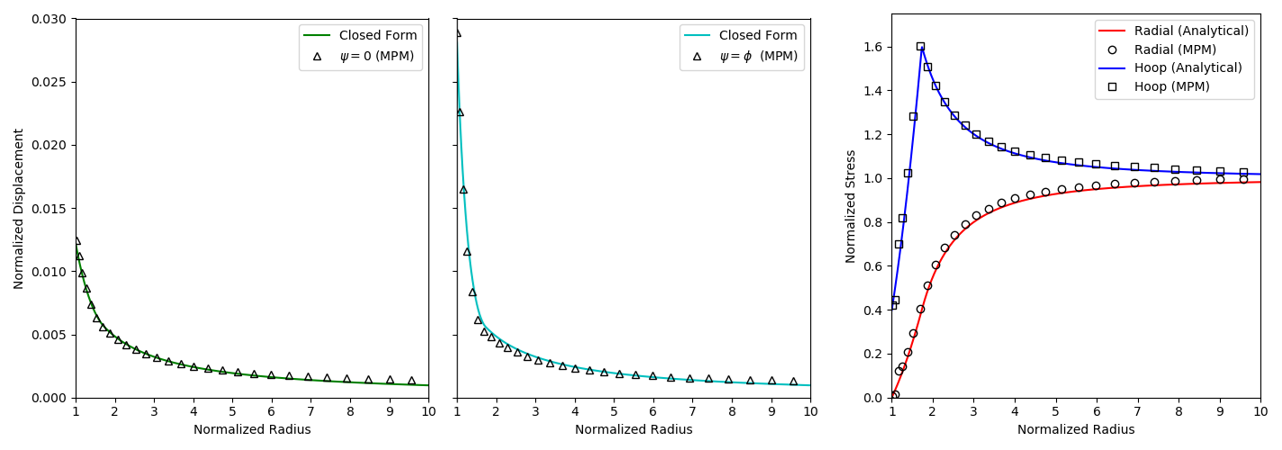 0.030
0.025
0.020
0.015
0.010
0.005
0.000
Normalized Displacement
1 2 3 4 5 6 7 8 9 10
Normalized Radius
Closed Form
ψ = 0 (MPM)
1 2 3 4 5 6 7 8 9 10
Normalized Radius
Closed Form
ψ = ϕ (MPM)
1.6
1.4
1.2
1.0
0.8
0.6
0.4
0.2
0.0
Normalized Stress
1 2 3 4 5 6 7 8 9 10
Normalized Radius
Radial (Analytical)
Radial (MPM)
Hoop (Analytical)
Hoop (MPM)